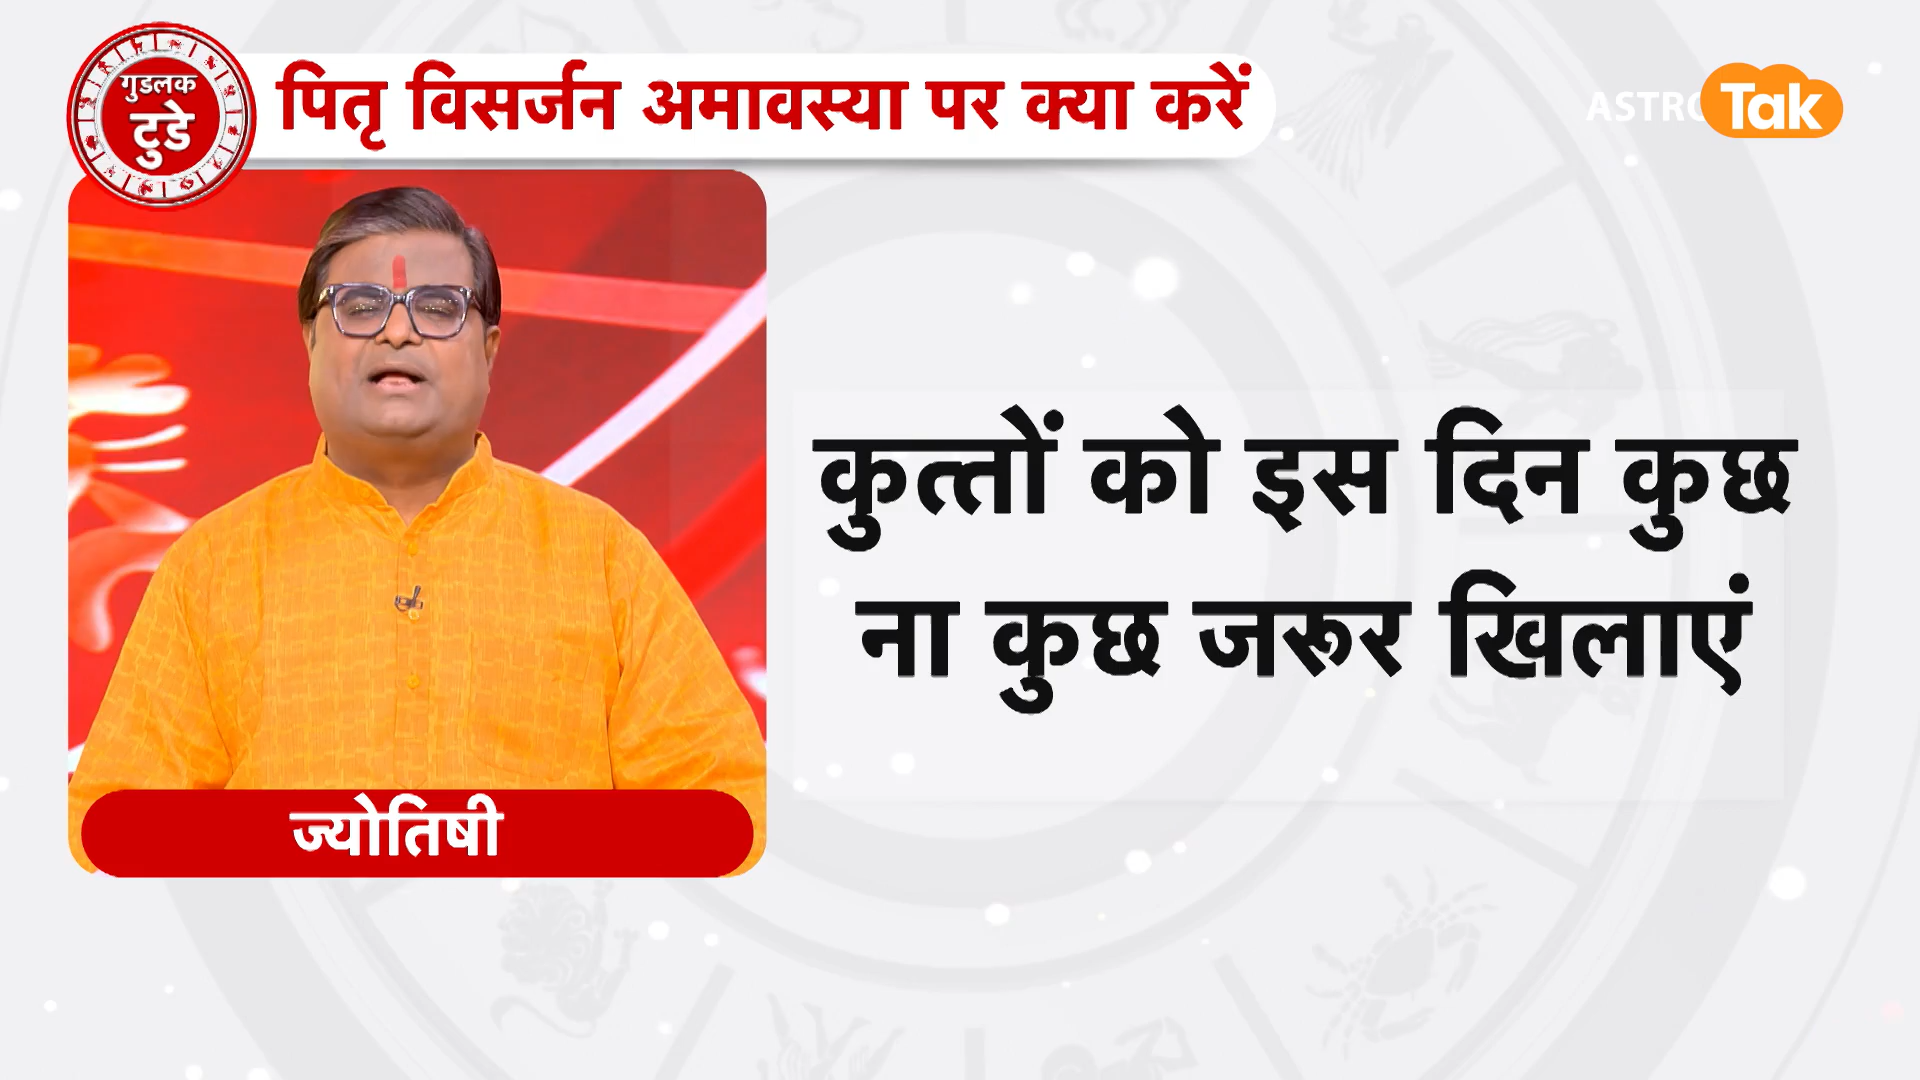 गुडलक
टुडे
पितृ विसर्जन अमावस्या पर क्या करें
ASTRO Tak
कुत्तों को इस दिन कुछ
ना कुछ जरूर खिलाएं
ज्योतिषी